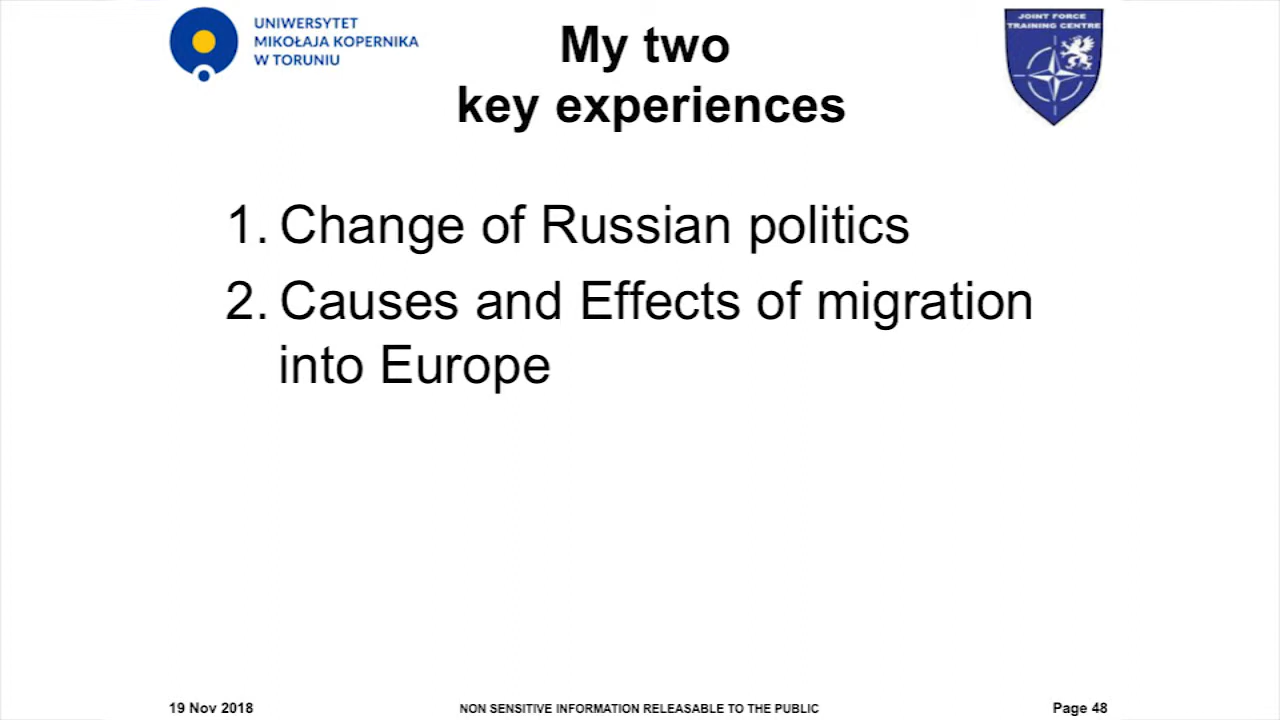 UNIWERSYTET
MIKOŁAJA KOPERNIKA
W TORUNIU
My two
key experiences
JOINT FORCE
TRAINING CENTRE
1. Change of Russian politics
2. Causes and Effects of migration
into Europe
19 Nov 2018
NON SENSITIVE INFORMATION RELEASABLE TO THE PUBLIC
Page 48